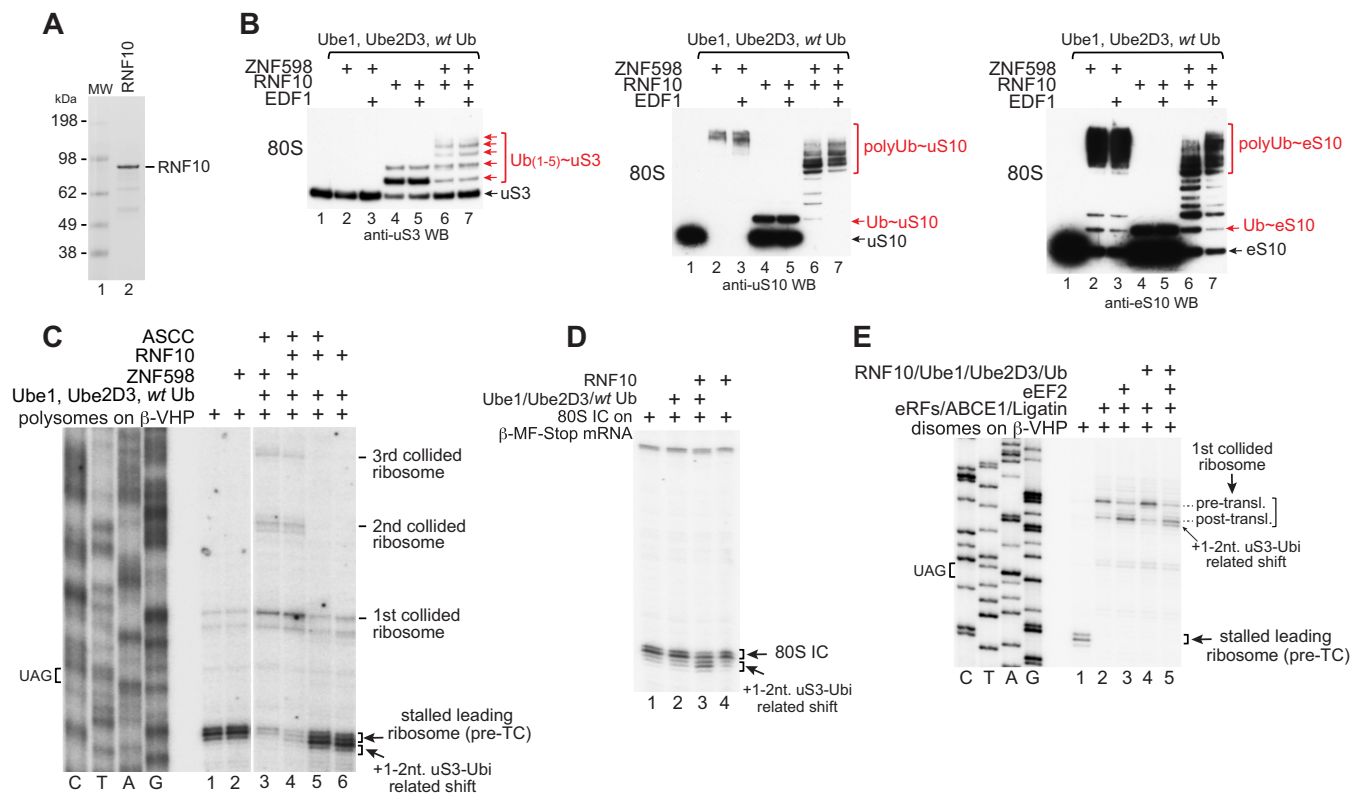 A
MW
RNF10
kDa
198
98
62
49
38
RNF10
1 2
B
Ube1, Ube2D3, wt Ub
ZNF598 + + + +
RNF10 + + + +
EDF1 + + +
80S
Ub(1-5)~uS3
uS3
1 2 3 4 5 6 7
anti-uS3 WB
Ube1, Ube2D3, wt Ub
ZNF598 + + + +
RNF10 + + + +
EDF1 + + +
80S
polyUb~uS10
Ub~uS10
uS10
1 2 3 4 5 6 7
anti-uS10 WB
Ube1, Ube2D3, wt Ub
ZNF598 + + + +
RNF10 + + + +
EDF1 + + +
80S
polyUb~eS10
Ub~eS10
eS10
1 2 3 4 5 6 7
anti-eS10 WB
C
ASCC + + +
RNF10 + + +
ZNF598 + + +
Ube1, Ube2D3, wt Ub + + + +
polysomes on β-VHP + + + + + +
3rd collided
ribosome
2nd collided
ribosome
1st collided
ribosome
UAG
stalled leading
ribosome (pre-TC)
+1-2nt. uS3-Ubi
related shift
C T A G 1 2 3 4 5 6
D
RNF10 + +
Ube1/Ube2D3/wt Ub + +
80S IC on + + + +
β-MF-Stop mRNA
80S IC
+1-2nt. uS3-Ubi
related shift
1 2 3 4
E
RNF10/Ube1/Ube2D3/Ub + +
eEF2 + +
eRFs/ABCE1/Ligatin + + + +
disomes on β-VHP + + + + +
1st collided
ribosome
pre-transl.
post-transl.
+1-2nt. uS3-Ubi
related shift
UAG
stalled leading
ribosome (pre-TC)
C T A G 1 2 3 4 5